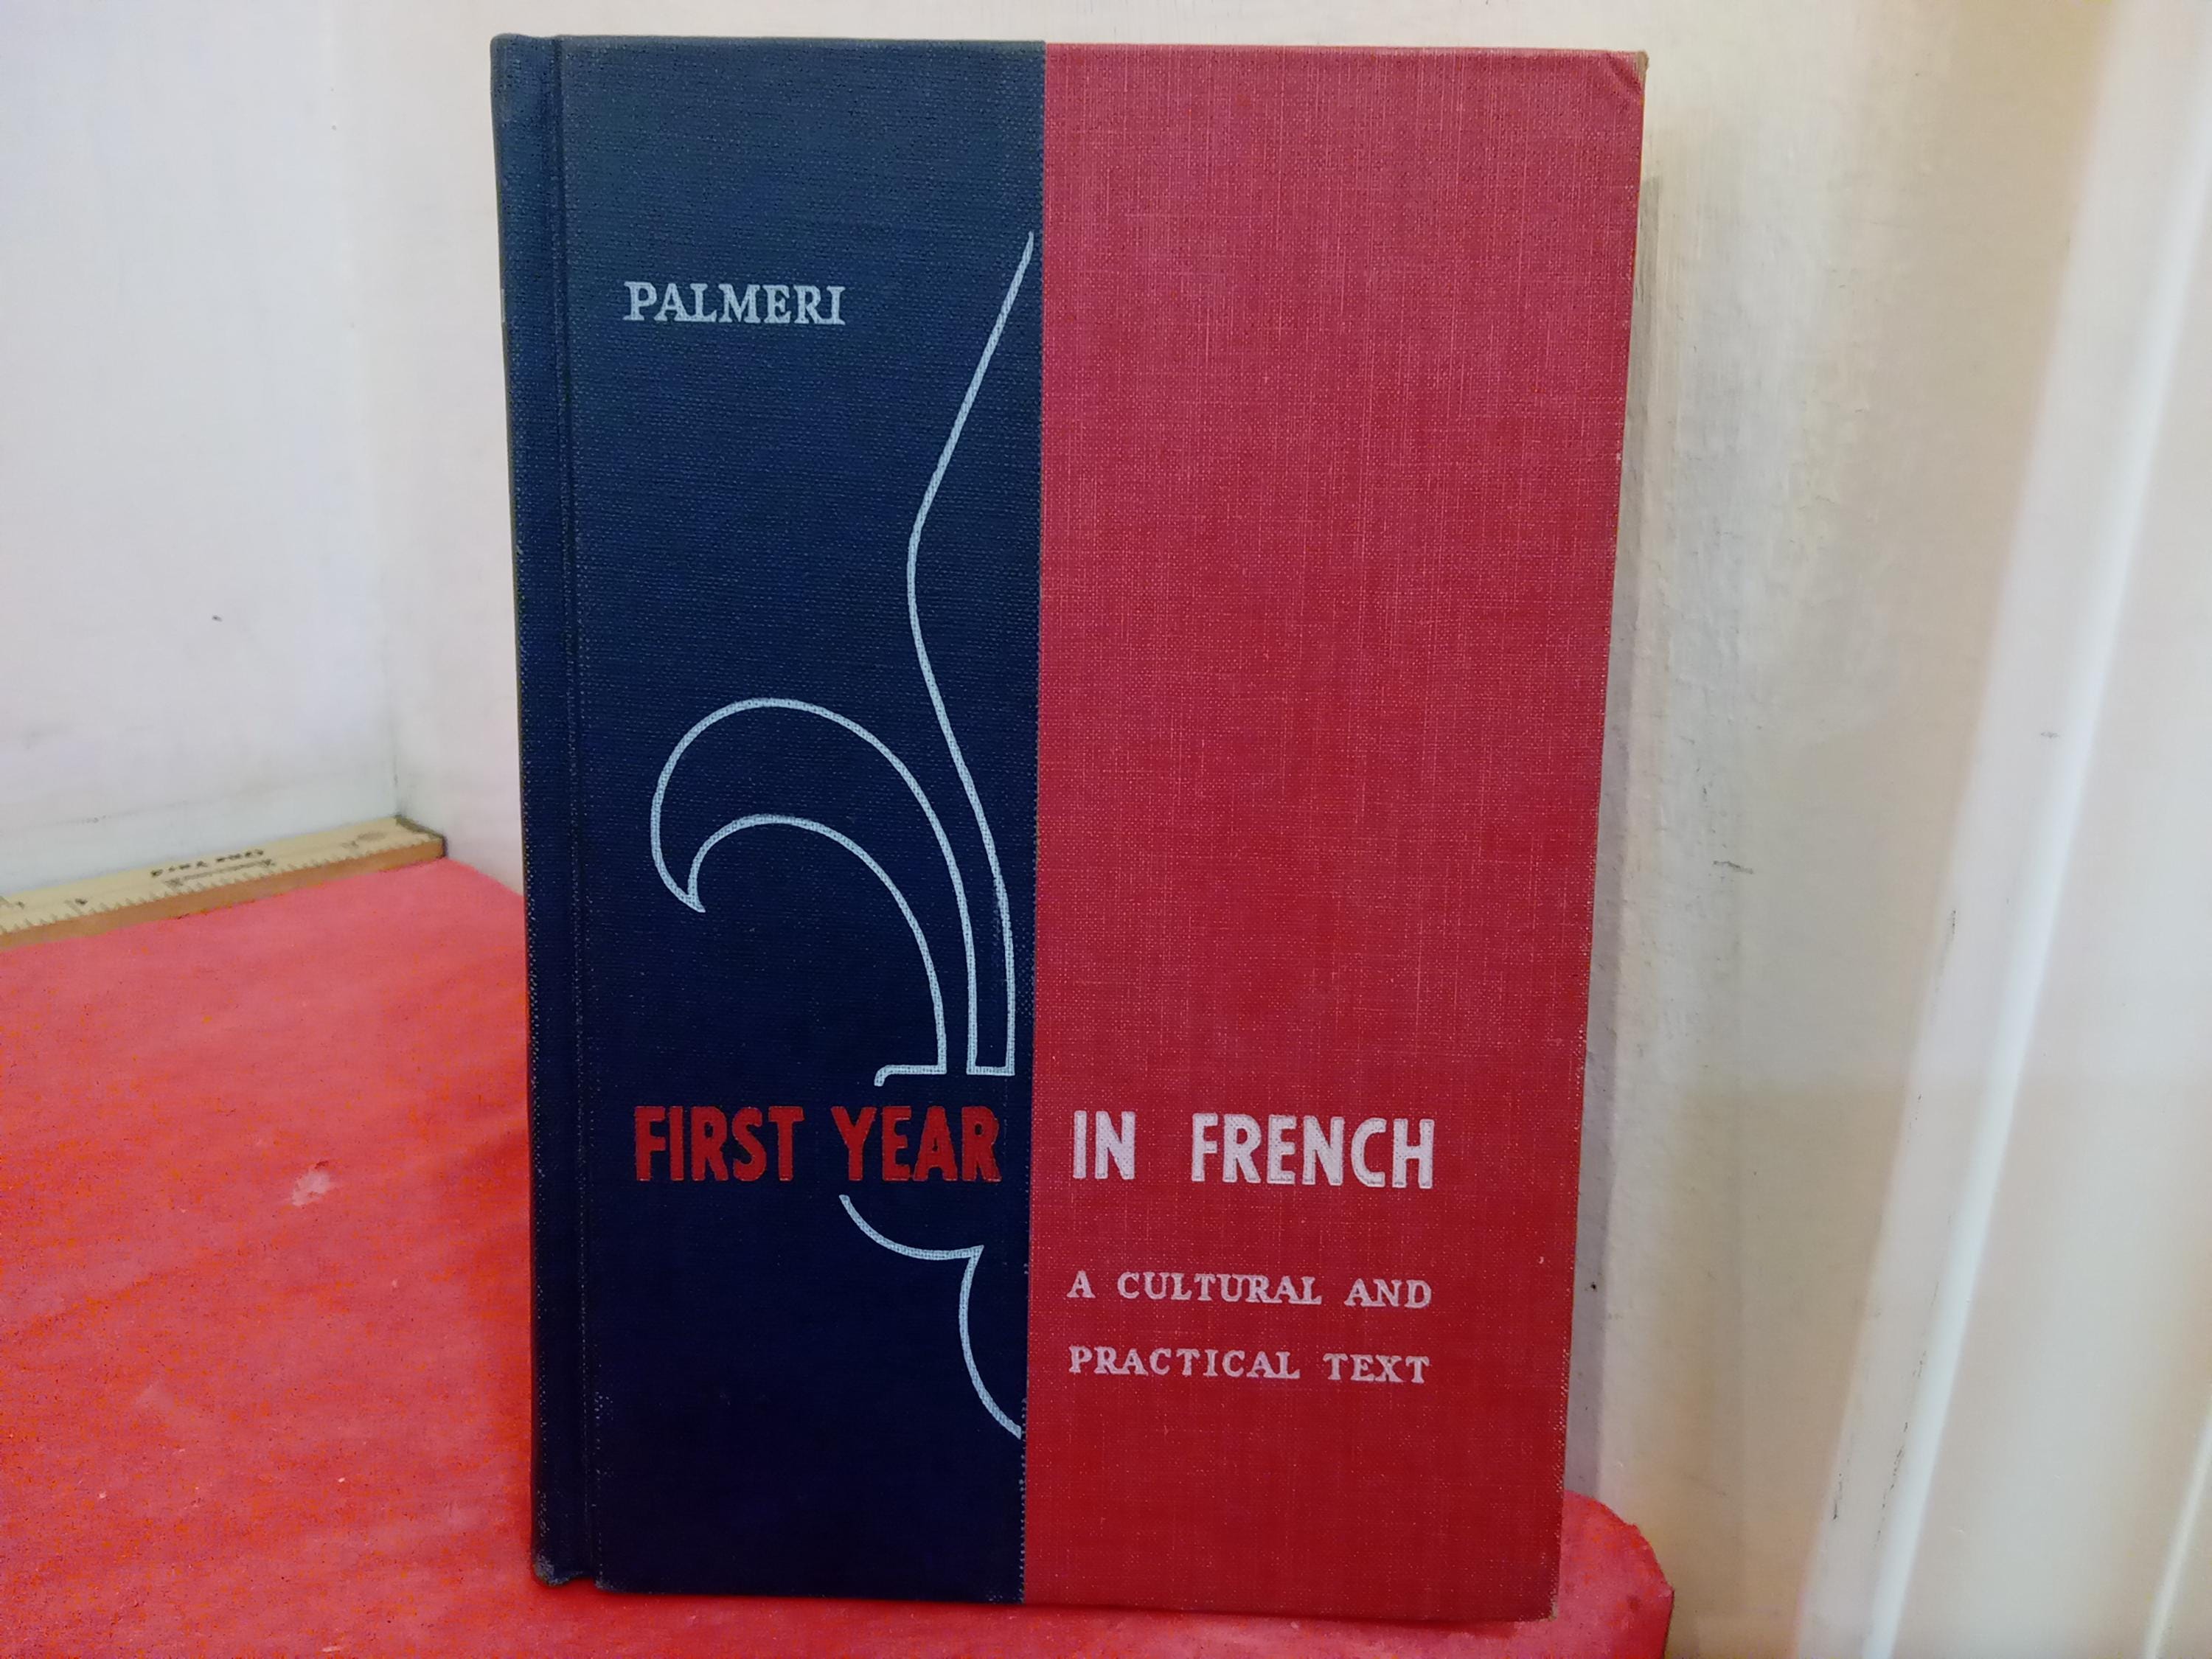 PALMERI
FIRST YEAR IN FRENCH
A CULTURAL AND
PRACTICAL TEXT